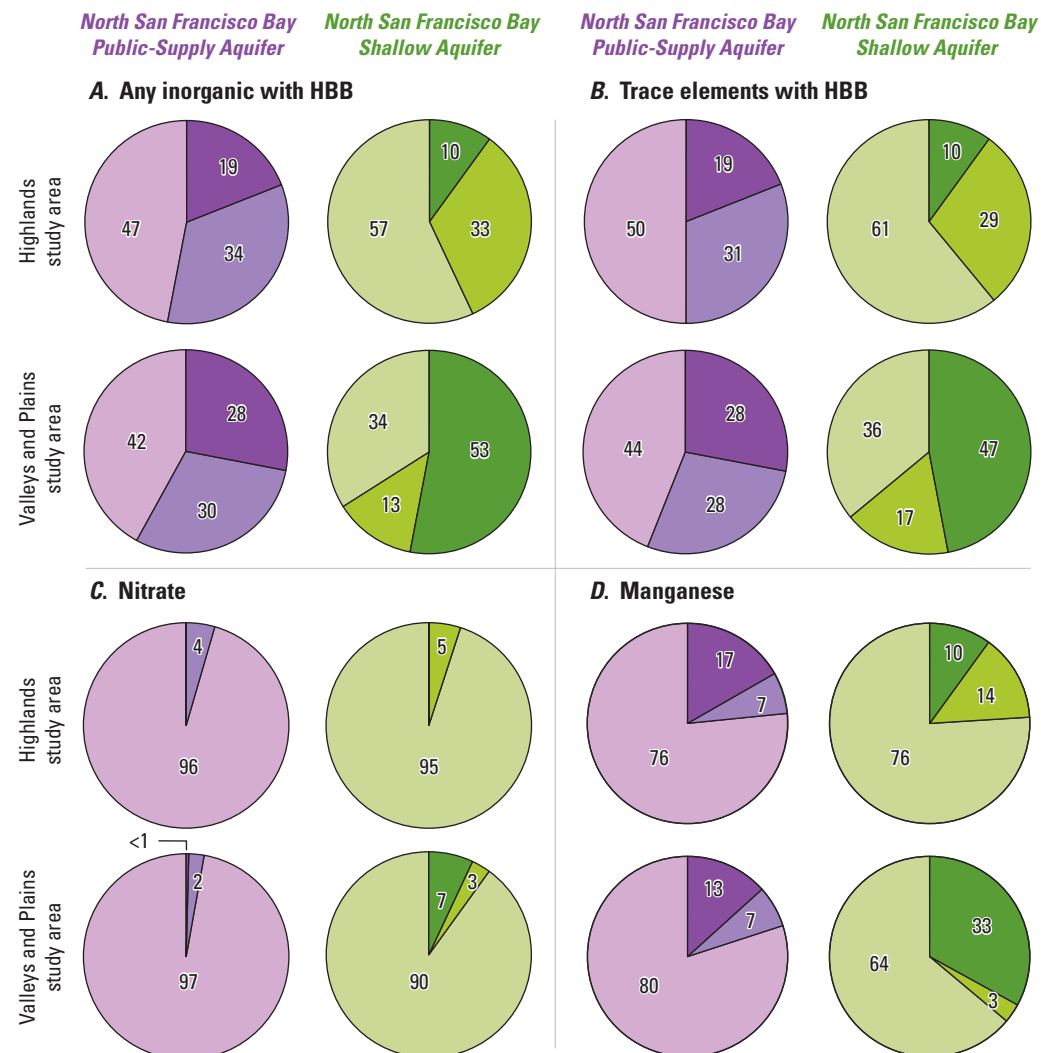 North San Francisco Bay
Public-Supply Aquifer
North San Francisco Bay
Shallow Aquifer
North San Francisco Bay
Public-Supply Aquifer
North San Francisco Bay
Shallow Aquifer
A. Any inorganic with HBB
B. Trace elements with HBB
Highlands
study area
19
34
47
10
33
57
19
31
50
10
29
61
Valleys and Plains
study area
28
30
42
53
13
34
28
28
44
47
17
36
C. Nitrate
D. Manganese
Highlands
study area
4
96
5
95
17
7
76
10
14
76
Valleys and Plains
study area
<1
2
97
7
3
90
13
7
80
33
3
64